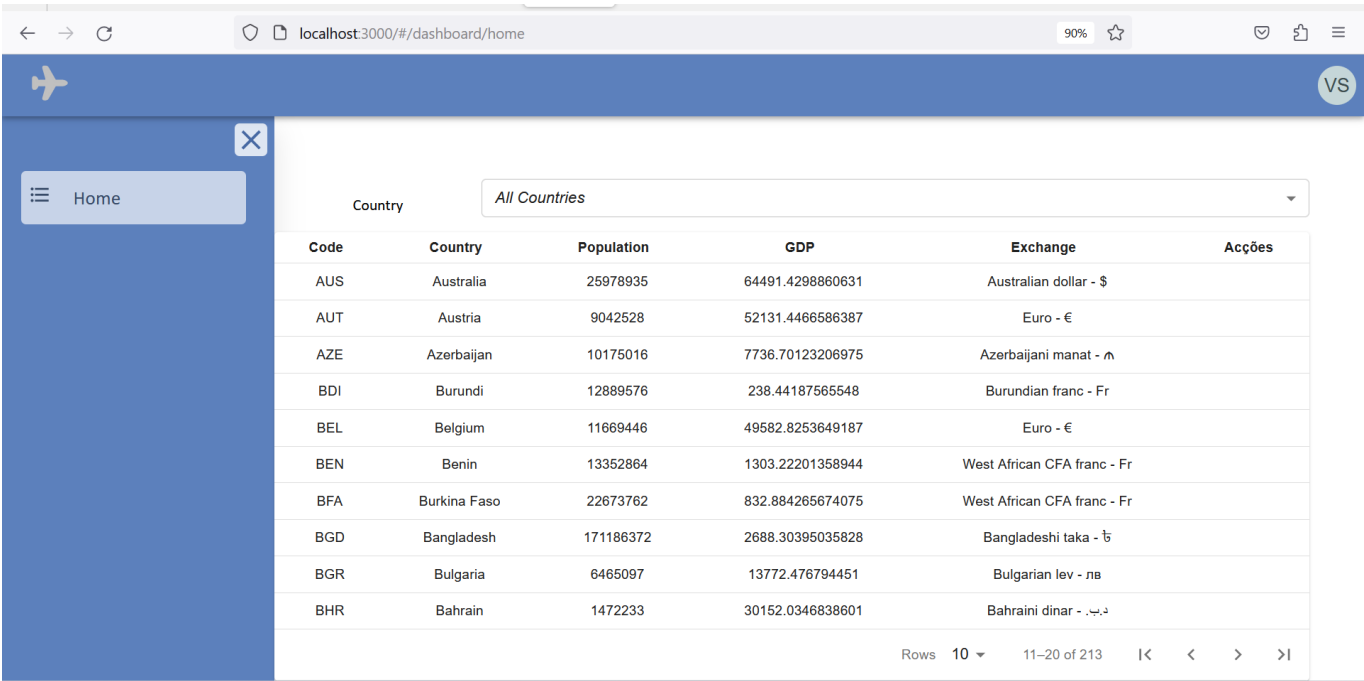 localhost:3000/#/dashboard/home 90%
VS
Home
Country All Countries
Code Country Population GDP Exchange Acções
AUS Australia 25978935 64491.4298860631 Australian dollar - $
AUT Austria 9042528 52131.4466586387 Euro - €
AZE Azerbaijan 10175016 7736.70123206975 Azerbaijani manat - ₼
BDI Burundi 12889576 238.44187565548 Burundian franc - Fr
BEL Belgium 11669446 49582.8253649187 Euro - €
BEN Benin 13352864 1303.22201358944 West African CFA franc - Fr
BFA Burkina Faso 22673762 832.884265674075 West African CFA franc - Fr
BGD Bangladesh 171186372 2688.30395035828 Bangladeshi taka - ৳
BGR Bulgaria 6465097 13772.476794451 Bulgarian lev - лв
BHR Bahrain 1472233 30152.0346838601 Bahraini dinar - .د.ب
Rows 10 11–20 of 213